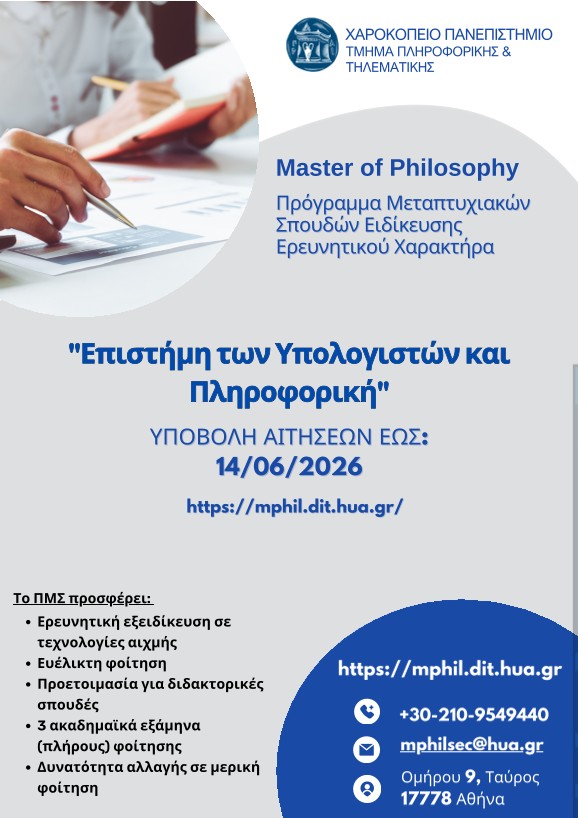 ΧΑΡΟΚΟΠΕΙΟ ΠΑΝΕΠΙΣΤΗΜΙΟ
ΤΜΗΜΑ ΠΛΗΡΟΦΟΡΙΚΗΣ &
ΤΗΛΕΜΑΤΙΚΗΣ
Master of Philosophy
Πρόγραμμα Μεταπτυχιακών
Σπουδών Ειδίκευσης
Ερευνητικού Χαρακτήρα
"Επιστήμη των Υπολογιστών και
Πληροφορική"
ΥΠΟΒΟΛΗ ΑΙΤΗΣΕΩΝ ΕΩΣ:
14/06/2026
https://mphil.dit.hua.gr/
Το ΠΜΣ προσφέρει:
• Ερευνητική εξειδίκευση σε
τεχνολογίες αιχμής
• Ευέλικτη φοίτηση
• Προετοιμασία για διδακτορικές
σπουδές
• 3 ακαδημαϊκά εξάμηνα
(πλήρους) φοίτησης
• Δυνατότητα αλλαγής σε μερική
φοίτηση
https://mphil.dit.hua.gr
+30-210-9549440
mphilsec@hua.gr
Ομήρου 9, Ταύρος
17778 Αθήνα